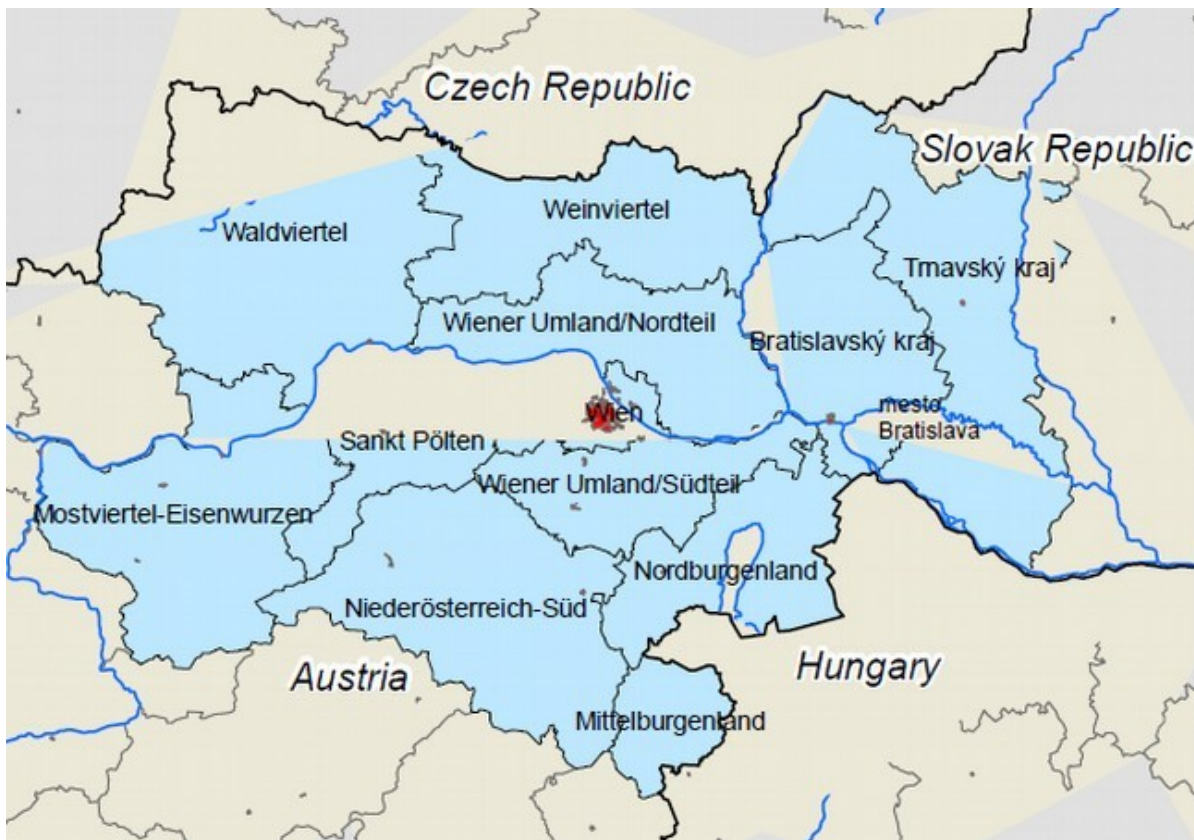 Czech Republic
Slovak Republic
Weinviertel
Waldviertel
Trnavský kraj
Wiener Umland/Nordteil
Bratislavský kraj
mesto
Bratislava
Wien
Sankt Pölten
Wiener Umland/Südteil
Mostviertel-Eisenwurzen
Nordburgenland
Niederösterreich-Süd
Hungary
Austria
Mittelburgenland